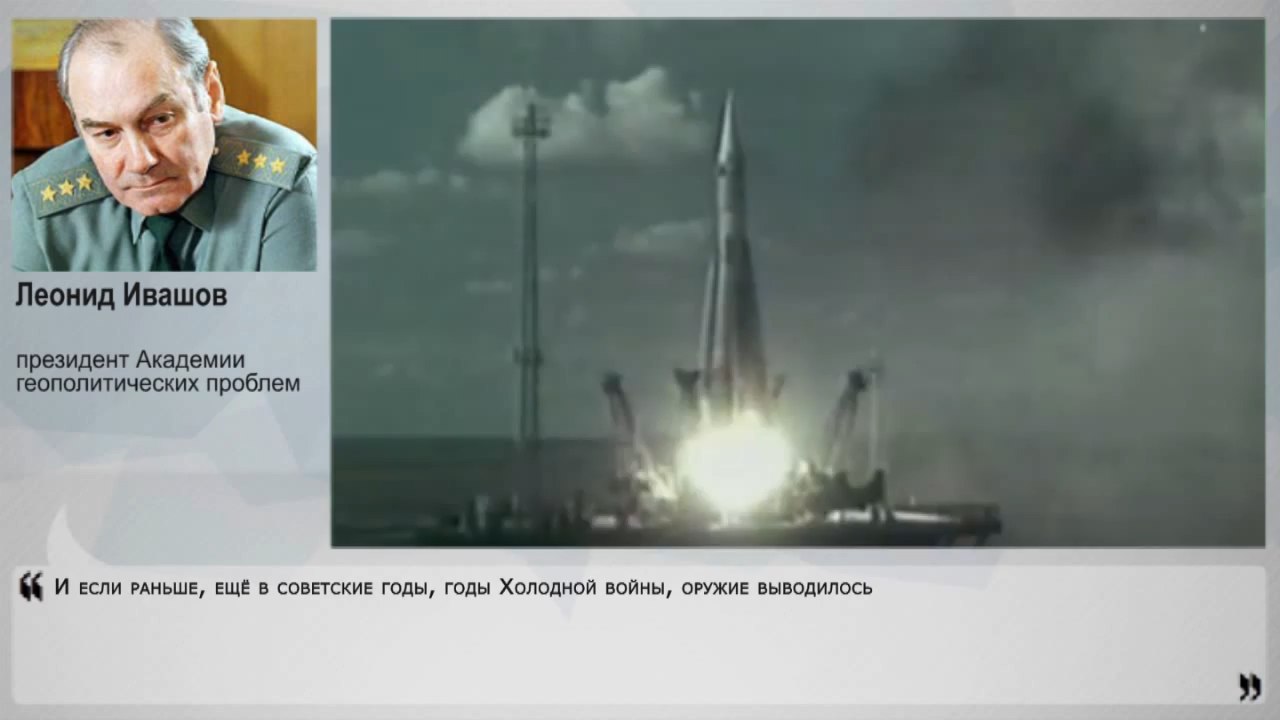 Леонид Ивашов
президент Академии
геополитических проблем
“ И если раньше, ещё в советские годы, годы Холодной войны, оружие выводилось
”